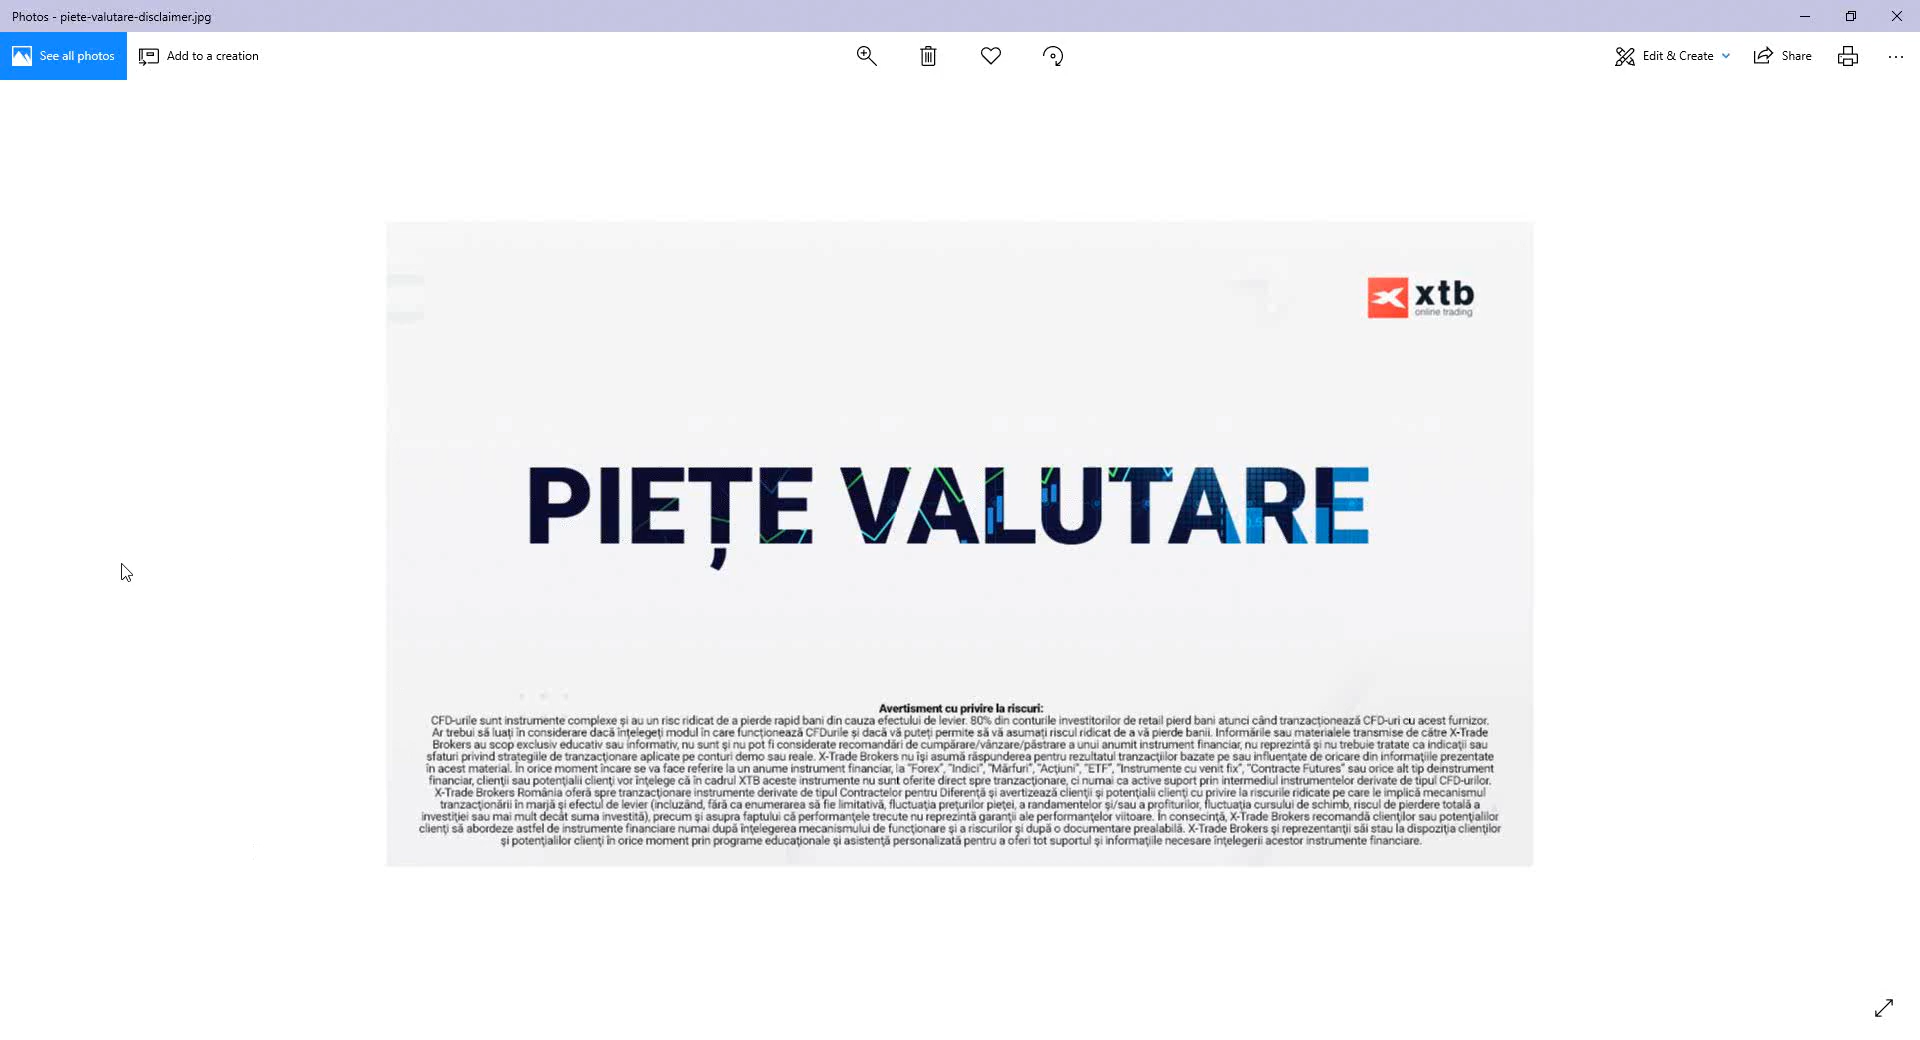 Photos - piete-valutare-disclaimer.jpg
See all photos
Add to a creation
Edit & Create
Share
xtb
online trading
PIEȚE VALUTARE
Avertisment cu privire la riscuri:
CFD-urile sunt instrumente complexe și au un risc ridicat de a pierde rapid bani din cauza efectului de levier. 80% din conturile investitorilor de retail pierd bani atunci când tranzacționează CFD-uri cu acest furnizor.
Ar trebui să luați în considerare dacă înțelegeți modul în care funcționează CFDurile și dacă vă puteți permite să vă asumați riscul ridicat de a vă pierde banii. Informările sau materialele transmise de către X-Trade
Brokers au scop exclusiv educativ sau informativ, nu sunt și nu pot fi considerate recomandări de cumpărare/vânzare/păstrare a unui anumit instrument financiar, nu reprezintă și nu trebuie tratate ca indicații sau
sfaturi privind strategiile de tranzacționare aplicate pe conturi demo sau reale. X-Trade Brokers nu își asumă răspunderea pentru rezultatul tranzacțiilor bazate pe sau influențate de oricare din informațiile prezentate
în acest material. În orice moment încare se va face referire la un anume instrument financiar, la "Forex", "Indici", "Mărfuri", "Acțiuni", "ETF", "Instrumente cu venit fix", "Contracte Futures" sau orice alt tip deinstrument
financiar, clienții sau potențialii clienți vor înțelege că în cadrul XTB aceste instrumente nu sunt oferite direct spre tranzacționare, ci numai ca active suport prin intermediul instrumentelor derivate de tipul CFD-urilor.
X-Trade Brokers România oferă spre tranzacționare instrumente derivate de tipul Contractelor pentru Diferență și avertizează clienții și potențialii clienți cu privire la riscurile ridicate pe care le implică mecanismul
tranzacționării în marjă și efectul de levier (incluzând, fără ca enumerarea să fie limitativă, fluctuația prețurilor pieței, a randamentelor și/sau a profiturilor, fluctuația cursului de schimb, riscul de pierdere totală a
investiției sau mai mult decât suma investită), precum și asupra faptului că performanțele trecute nu reprezintă garanții ale performanțelor viitoare. În consecință, X-Trade Brokers recomandă clienților sau potențialilor
clienți să abordeze astfel de instrumente financiare numai după înțelegerea mecanismului de funcționare și a riscurilor și după o documentare prealabilă. X-Trade Brokers și reprezentanții săi stau la dispoziția clienților
și potențialilor clienți în orice moment prin programe educaționale și asistență personalizată pentru a oferi tot suportul și informațiile necesare înțelegerii acestor instrumente financiare.